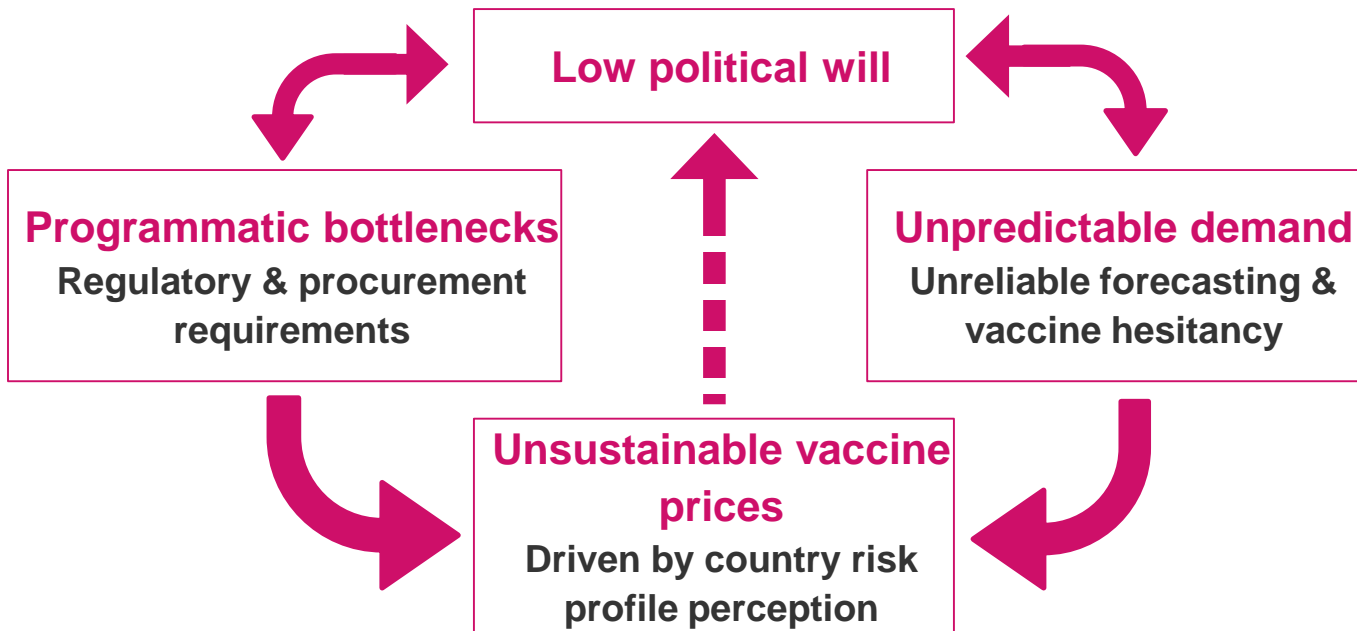 Low political will
Programmatic bottlenecks
Regulatory & procurement
requirements
Unpredictable demand
Unreliable forecasting &
vaccine hesitancy
Unsustainable vaccine
prices
Driven by country risk
profile perception